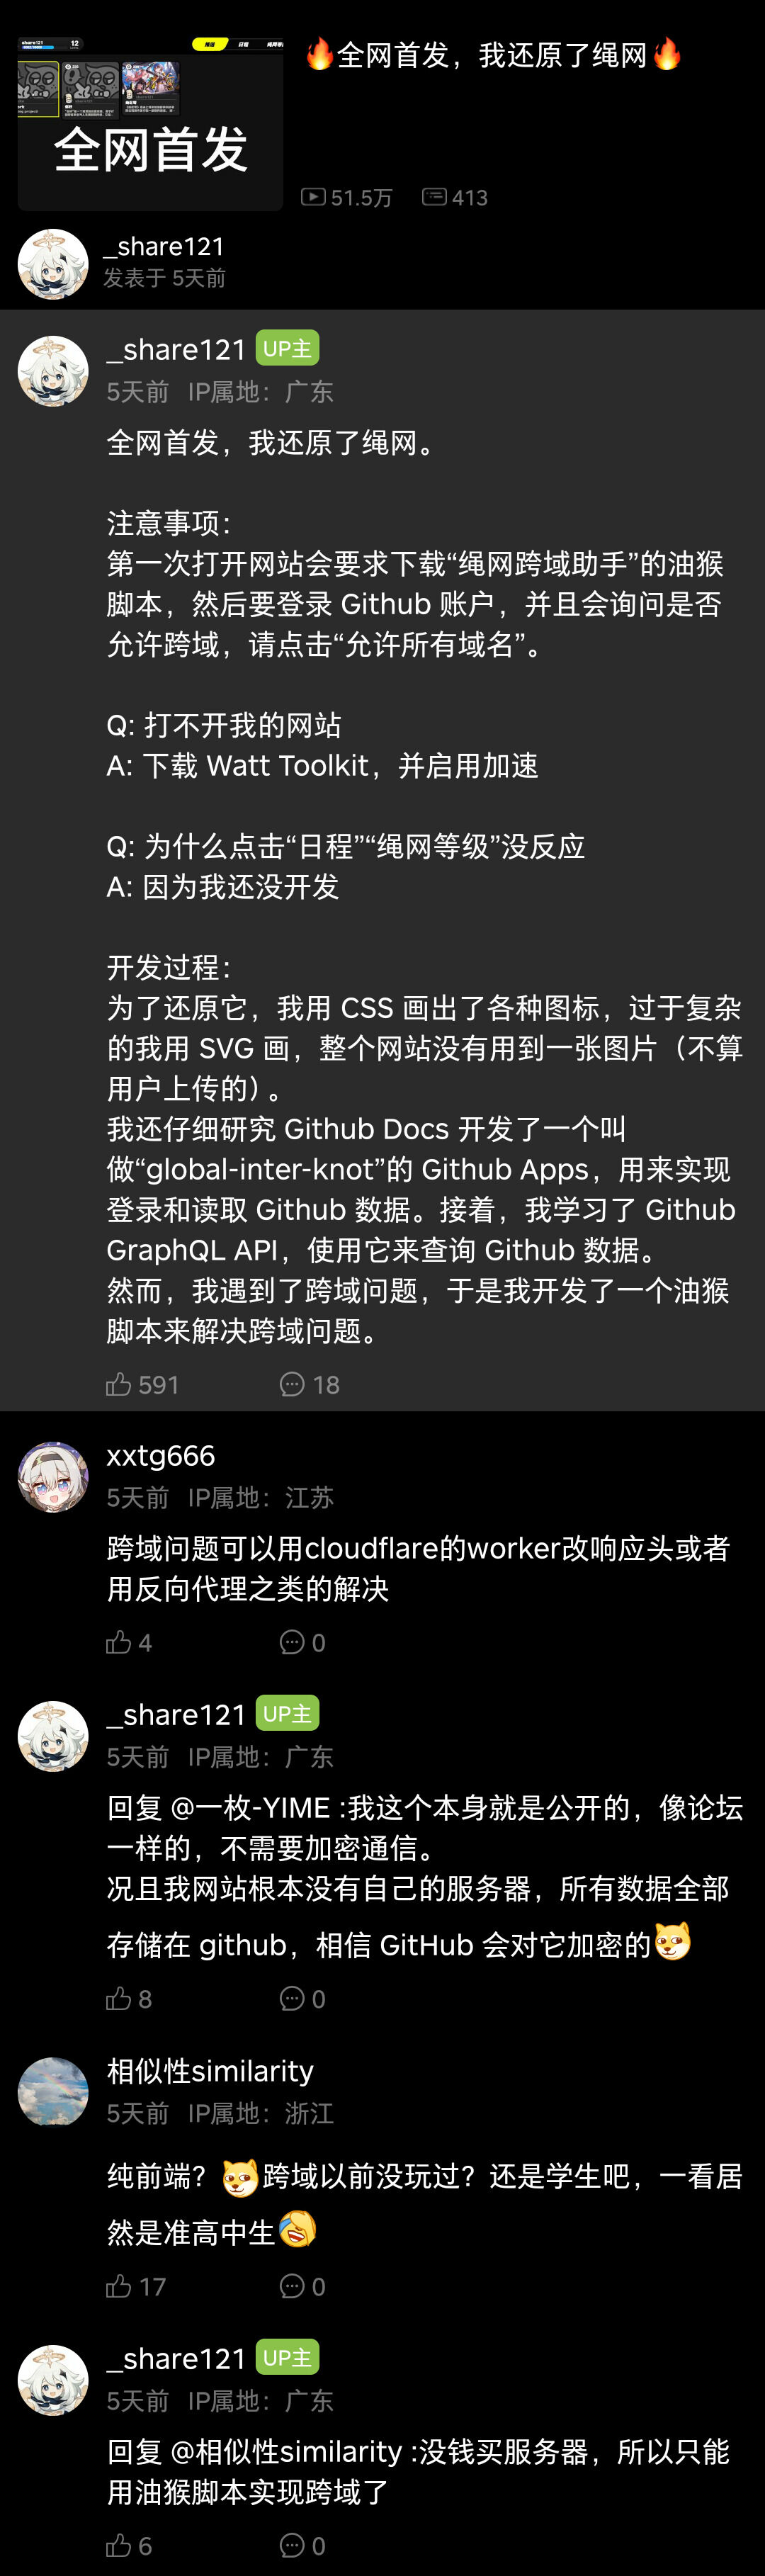 share121
12
推送
日程
全网首发
🔥全网首发，我还原了绳网🔥
51.5万 413
_share121
发表于 5天前
_share121 UP主
5天前 IP属地：广东
全网首发，我还原了绳网。
注意事项：
第一次打开网站会要求下载“绳网跨域助手”的油猴
脚本，然后要登录 Github 账户，并且会询问是否
允许跨域，请点击“允许所有域名”。
Q: 打不开我的网站
A: 下载 Watt Toolkit，并启用加速
Q: 为什么点击“日程”“绳网等级”没反应
A: 因为我还没开发
开发过程：
为了还原它，我用 CSS 画出了各种图标，过于复杂
的我用 SVG 画，整个网站没有用到一张图片（不算
用户上传的）。
我还仔细研究 Github Docs 开发了一个叫
做“global-inter-knot”的 Github Apps，用来实现
登录和读取 Github 数据。接着，我学习了 Github
GraphQL API，使用它来查询 Github 数据。
然而，我遇到了跨域问题，于是我开发了一个油猴
脚本来解决跨域问题。
591 18
xxtg666
5天前 IP属地：江苏
跨域问题可以用cloudflare的worker改响应头或者
用反向代理之类的解决
4 0
_share121 UP主
5天前 IP属地：广东
回复 @一枚-YIME :我这个本身就是公开的，像论坛
一样的，不需要加密通信。
况且我网站根本没有自己的服务器，所有数据全部
存储在 github，相信 GitHub 会对它加密的
8 0
相似性similarity
5天前 IP属地：浙江
纯前端？跨域以前没玩过？还是学生吧，一看居
然是准高中生
17 0
_share121 UP主
5天前 IP属地：广东
回复 @相似性similarity :没钱买服务器，所以只能
用油猴脚本实现跨域了
6 0